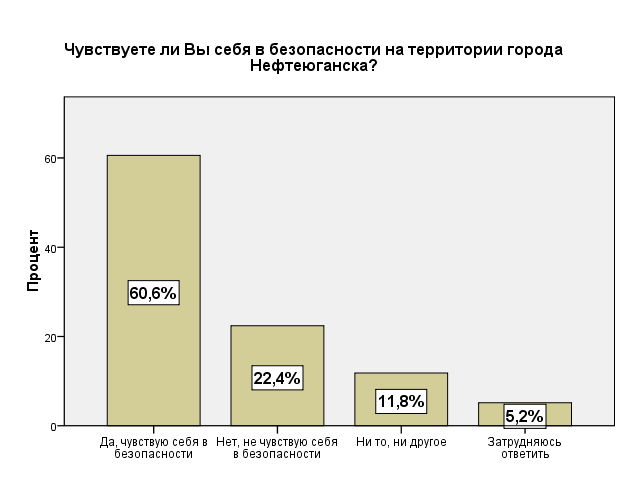 Чувствуете ли Вы себя в безопасности на территории города
Нефтеюганска?
Процент
60
40
20
0
60,6%
22,4%
11,8%
5,2%
Да, чувствую себя в
безопасности
Нет, не чувствую себя
в безопасности
Ни то, ни другое
Затрудняюсь
ответить